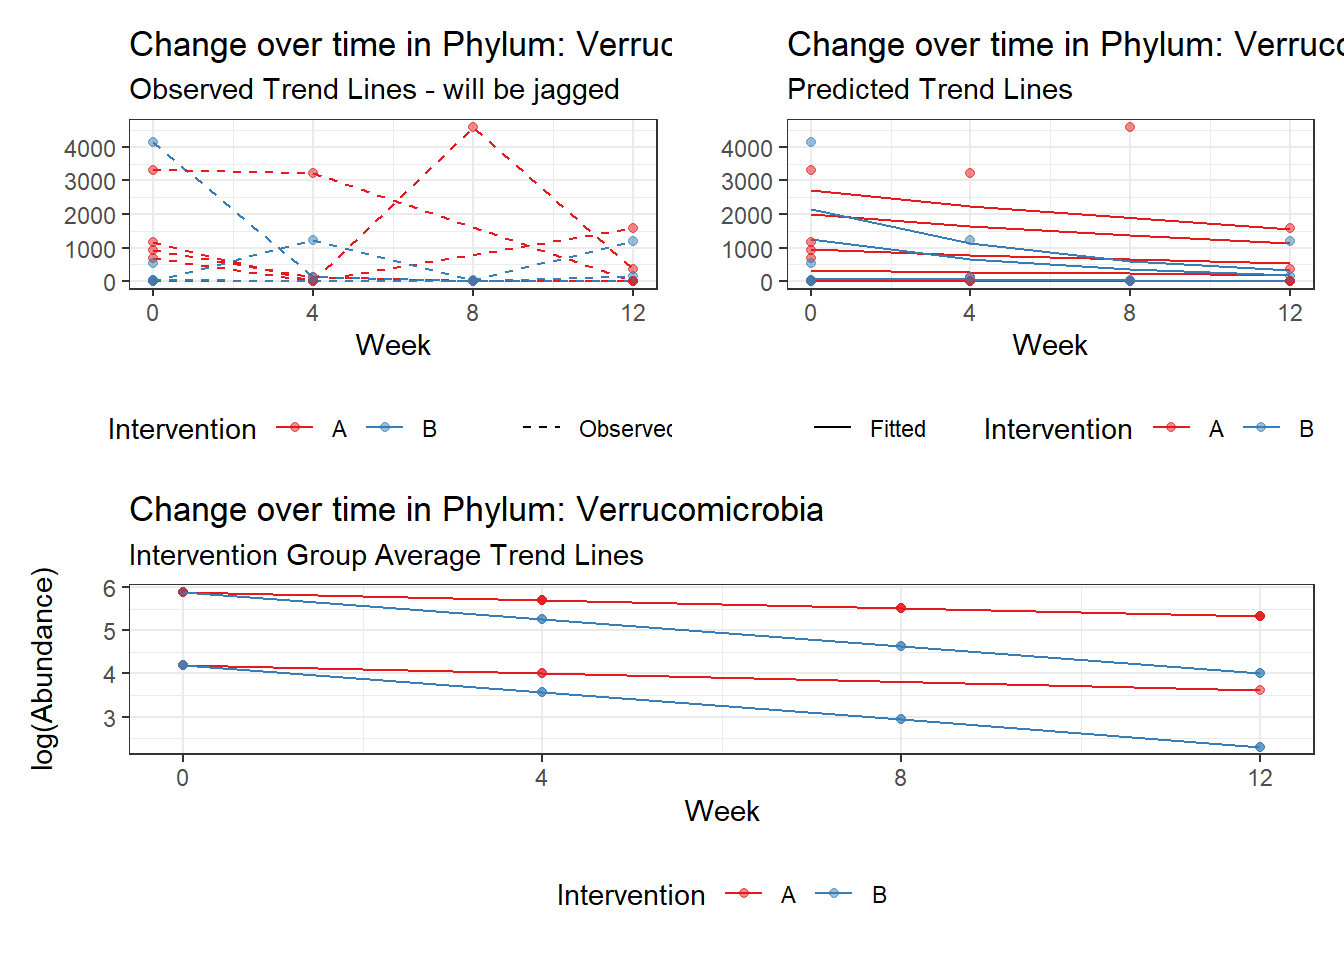 Change over time in Phylum: Verruc
Observed Trend Lines - will be jagged
4000
3000
2000
1000
0
0 4 8 12
Week
Intervention A B Observed
Change over time in Phylum: Verruco
Predicted Trend Lines
4000
3000
2000
1000
0
0 4 8 12
Week
Fitted Intervention A B
Change over time in Phylum: Verrucomicrobia
Intervention Group Average Trend Lines
log(Abundance)
6
5
4
3
0 4 8 12
Week
Intervention A B